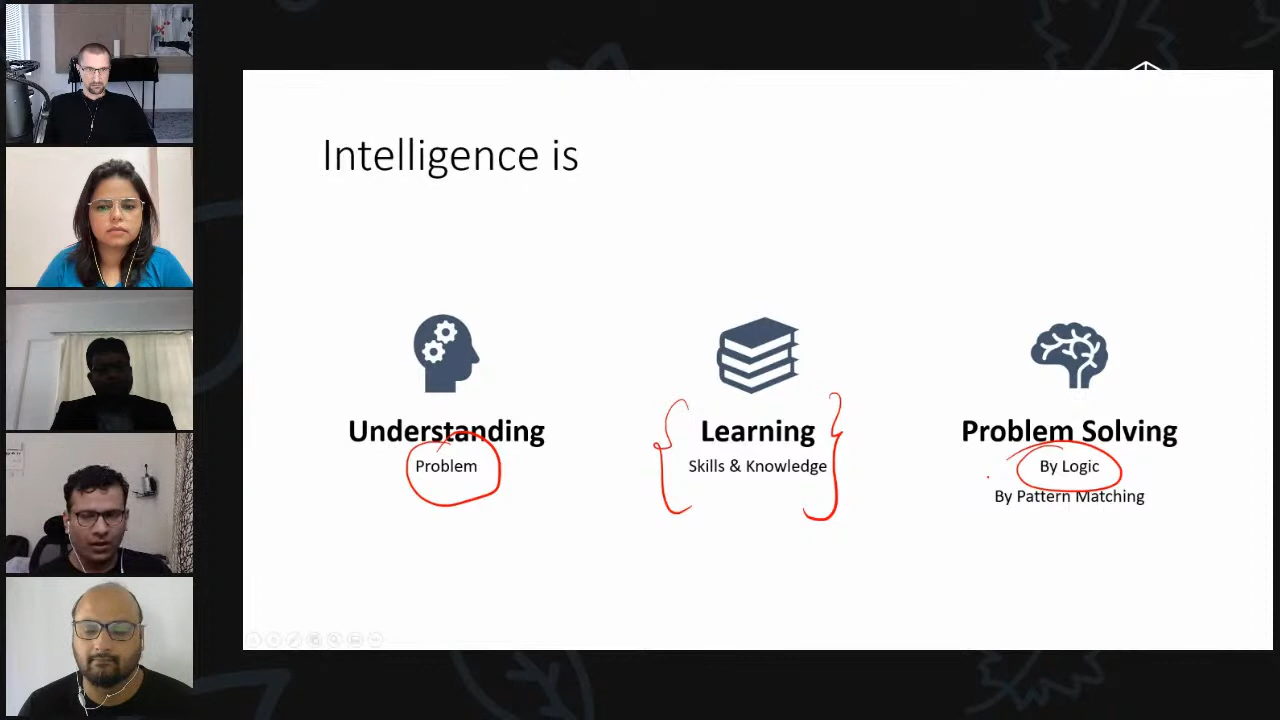 Intelligence is
Understanding
Problem
Learning
Skills & Knowledge
Problem Solving
By Logic
By Pattern Matching